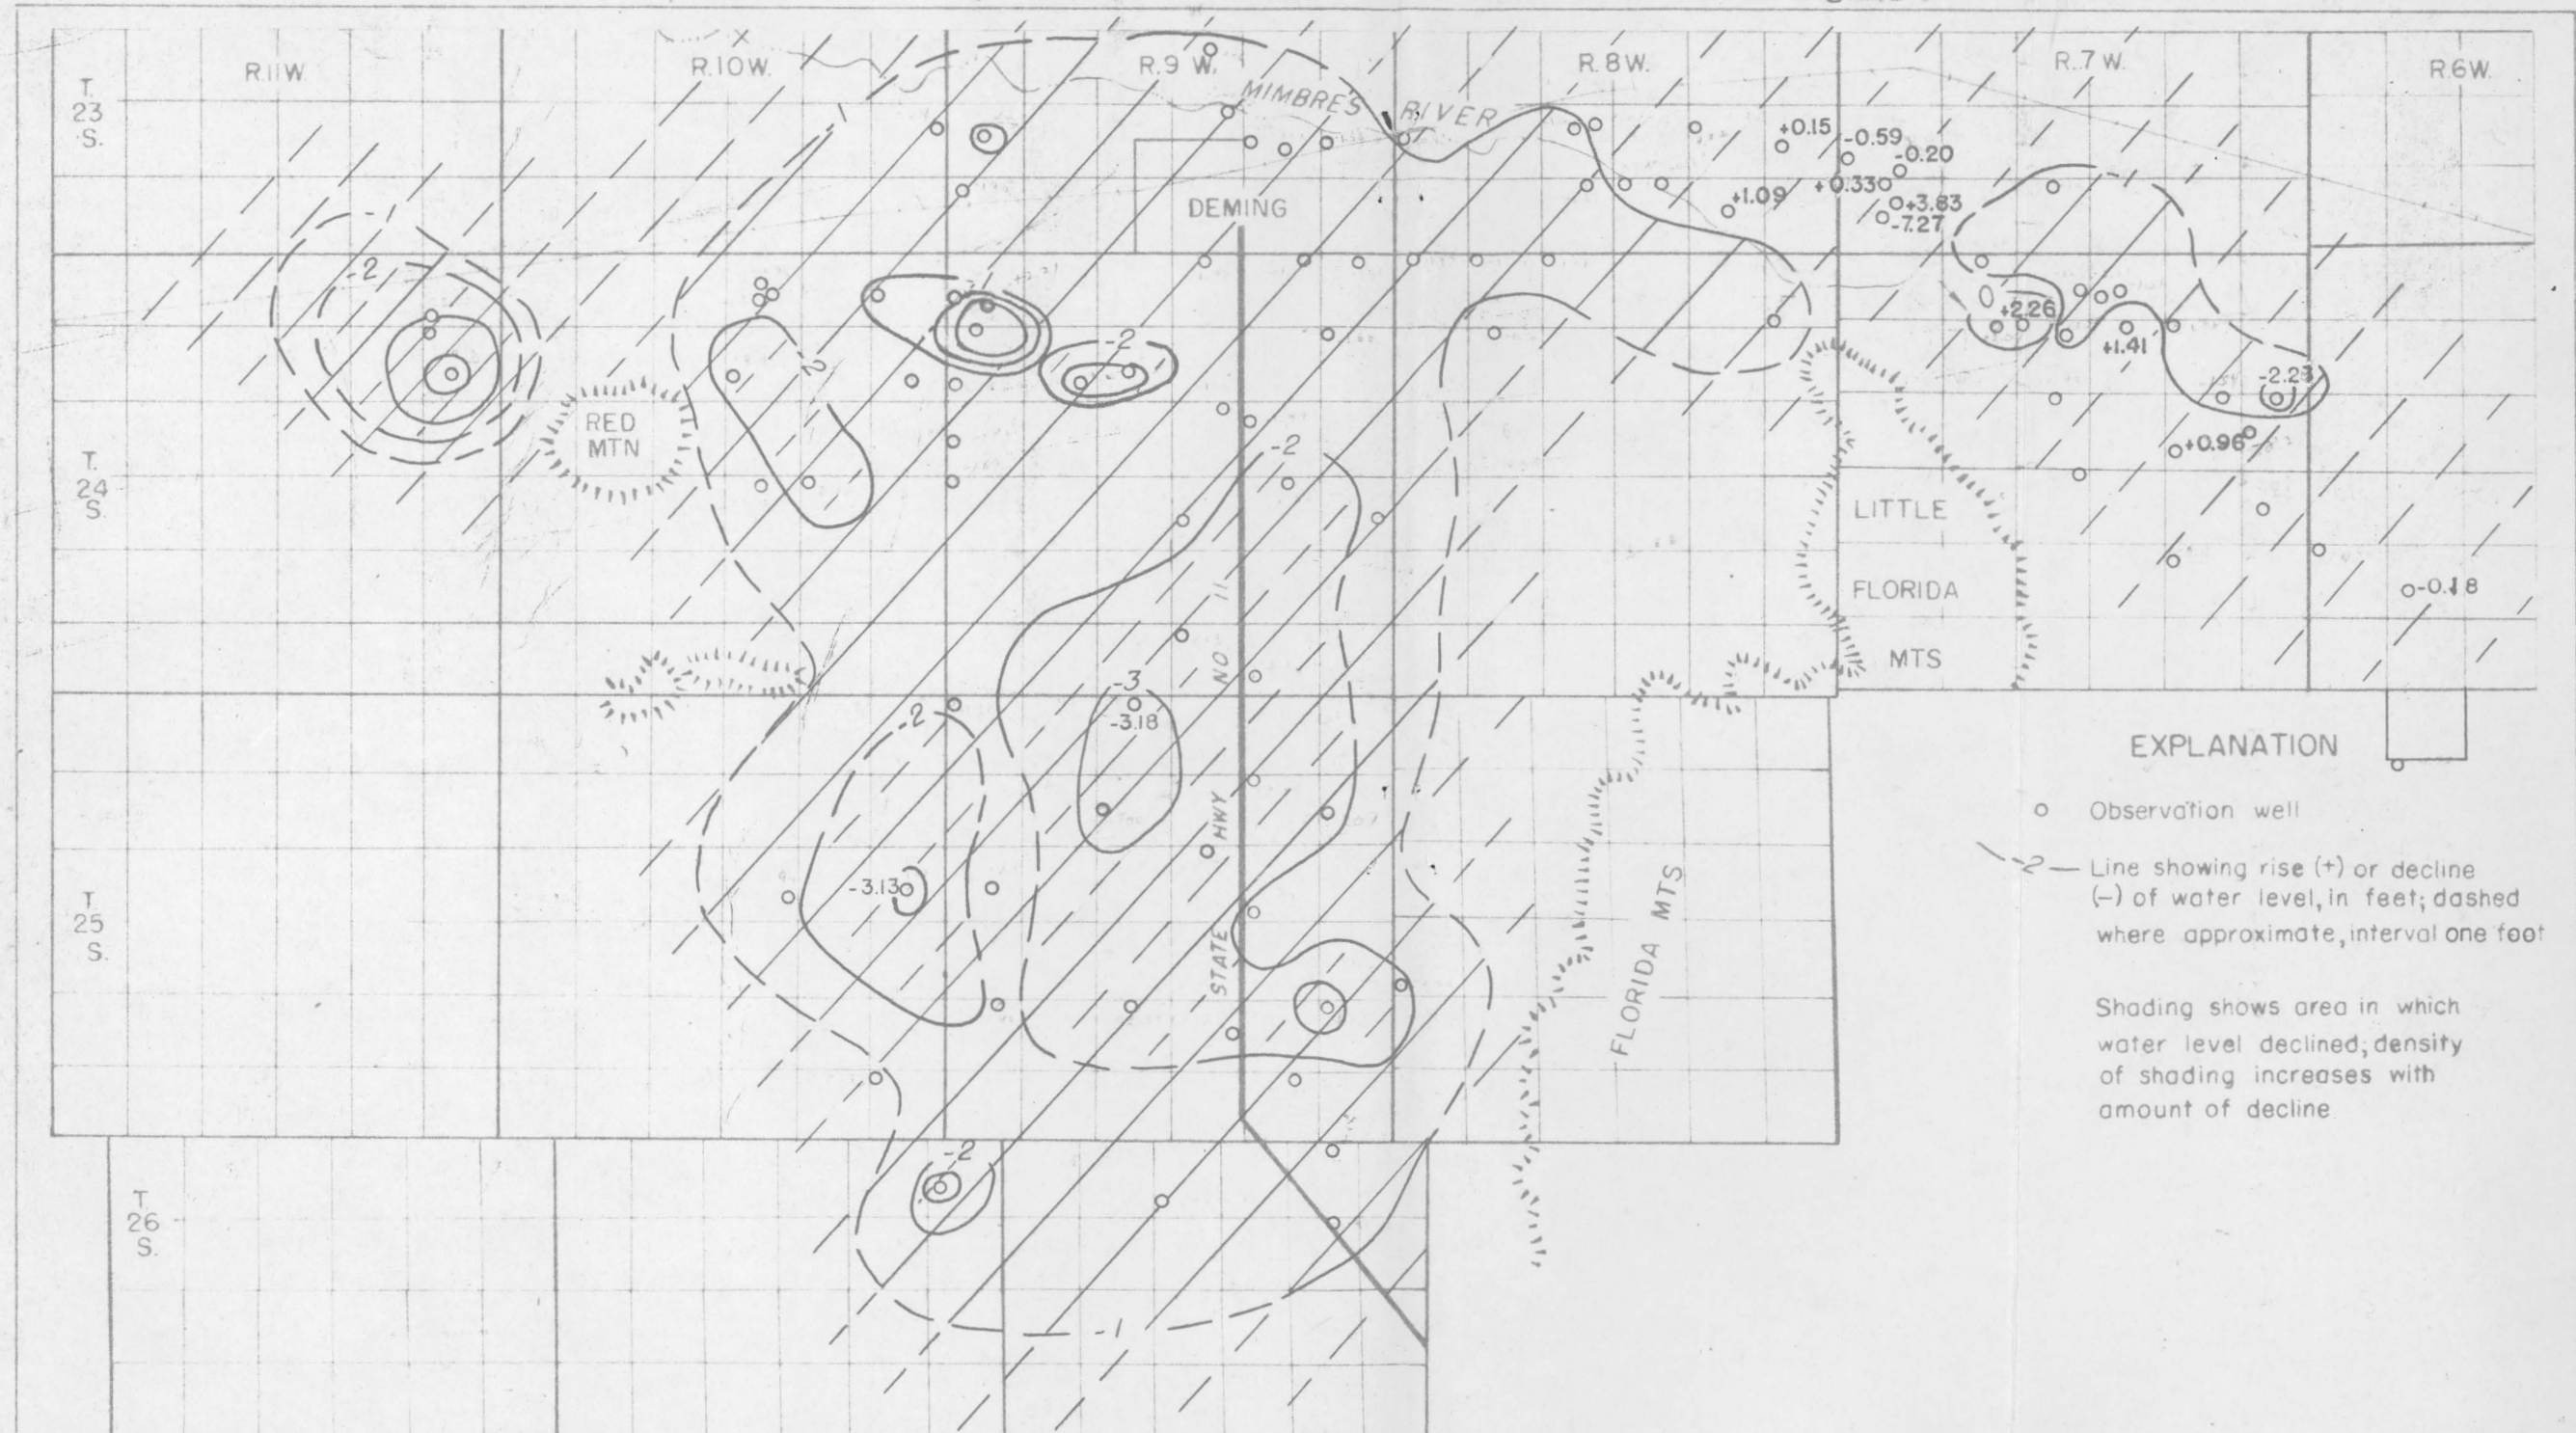 R.11W.
R.10W.
R.9 W.
R.8W.
R.7 W.
R.6W.
T.
23
S.
MIMBRES RIVER
+0.15
-0.59
-0.20
+0.33
+1.09
+3.83
-7.27
DEMING
-1
-2
0
+2.26
+1.41
-2
-2
-2.23
RED
MTN
+0.96
-2
T.
24
S.
LITTLE
FLORIDA
MTS
-0.18
STATE HWY NO 11
-3
-3.18
-2
EXPLANATION
Observation well
-2 Line showing rise (+) or decline
(-) of water level, in feet; dashed
where approximate, interval one foot
Shading shows area in which
water level declined; density
of shading increases with
amount of decline
-3.13
T.
25
S.
FLORIDA MTS
-2
T.
26
S.
-1